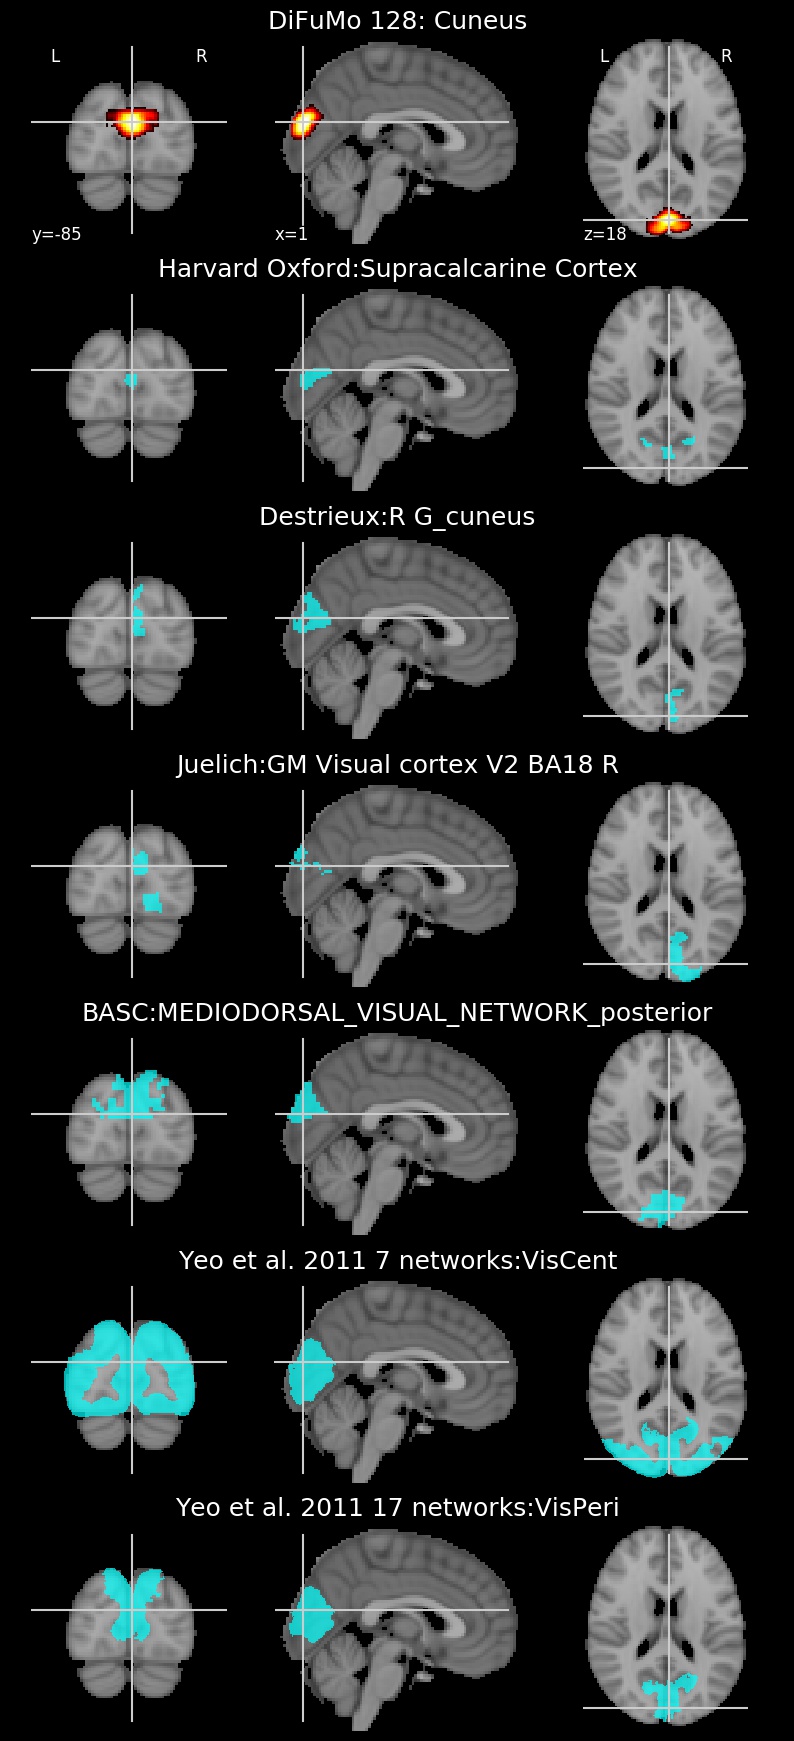 DiFuMo 128: Cuneus
L R L R
y=-85 x=1 z=18
Harvard Oxford:Supracalcarine Cortex
Destrieux:R G_cuneus
Juelich:GM Visual cortex V2 BA18 R
BASC:MEDIODORSAL_VISUAL_NETWORK_posterior
Yeo et al. 2011 7 networks:VisCent
Yeo et al. 2011 17 networks:VisPeri